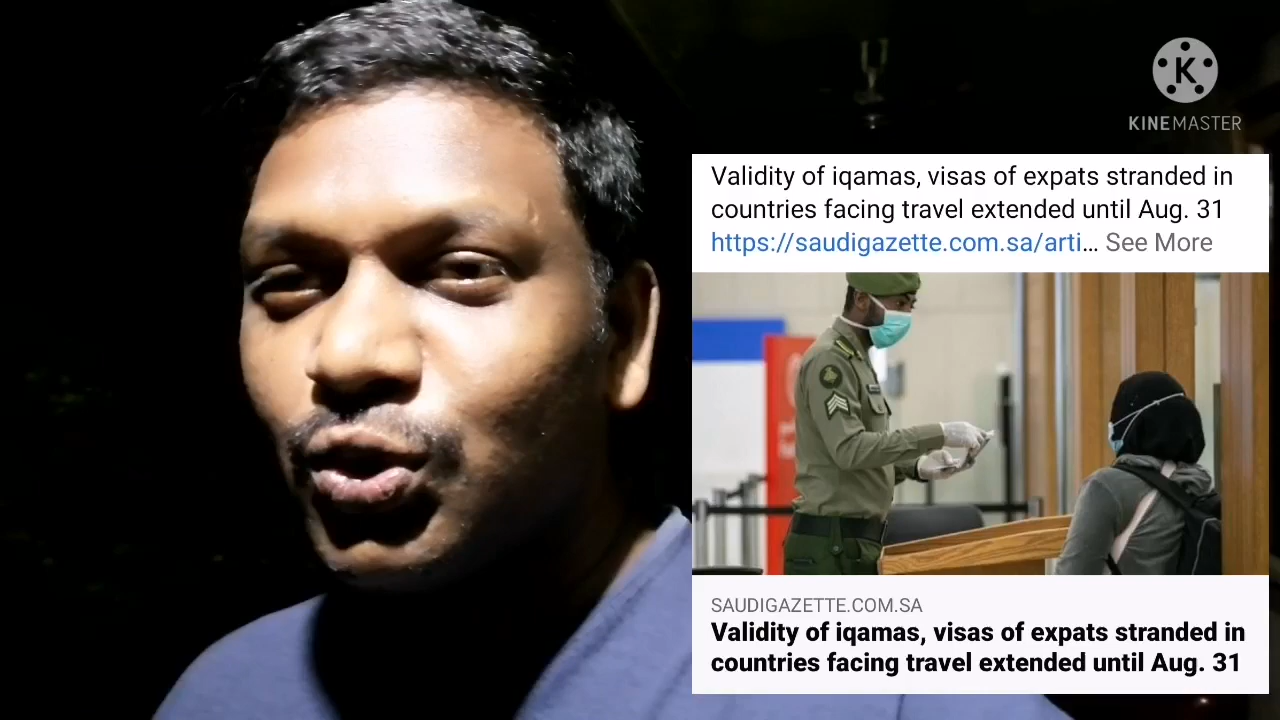 K
KINEMASTER
Validity of iqamas, visas of expats stranded in
countries facing travel extended until Aug. 31
https://saudigazette.com.sa/arti... See More
SAUDIGAZETTE.COM.SA
Validity of iqamas, visas of expats stranded in
countries facing travel extended until Aug. 31